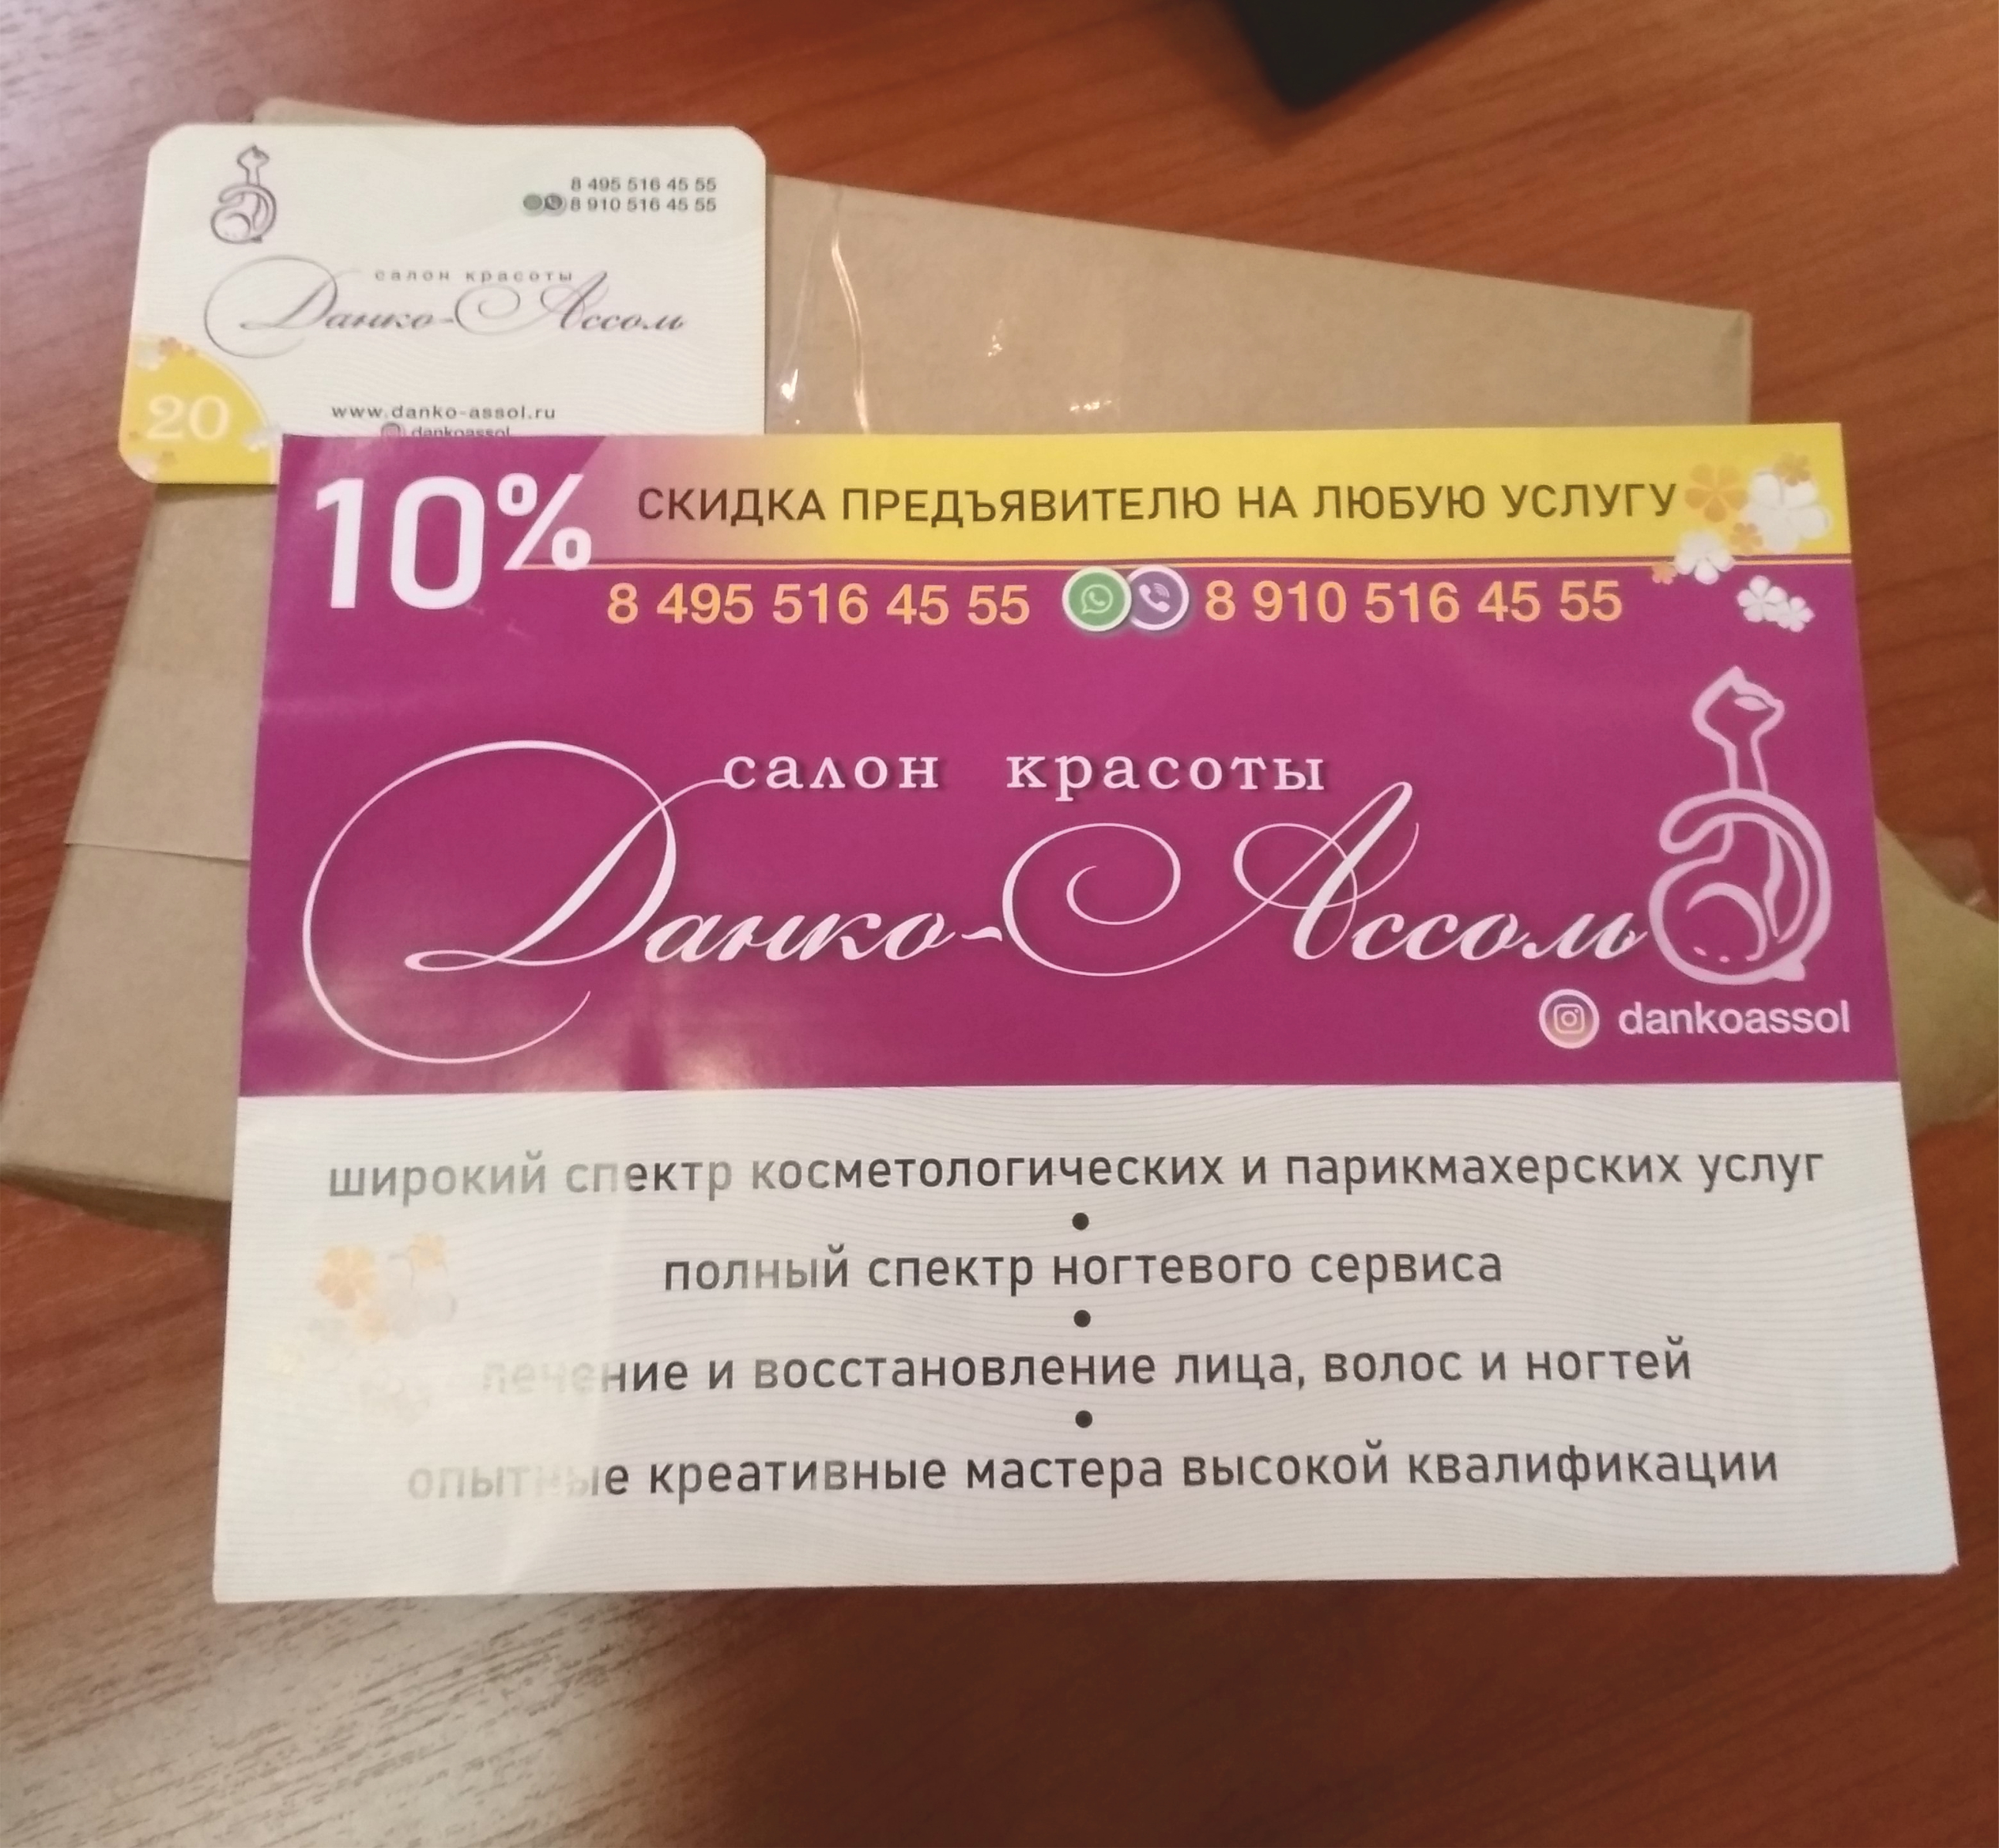 8 495 516 45 55
8 910 516 45 55
салон красоты
Данко-Ассоль
20
www.danko-assol.ru
dankoassol
10% СКИДКА ПРЕДЪЯВИТЕЛЮ НА ЛЮБУЮ УСЛУГУ
8 495 516 45 55 8 910 516 45 55
салон красоты
Данко-Ассоль
dankoassol
широкий спектр косметологических и парикмахерских услуг
•
полный спектр ногтевого сервиса
•
лечение и восстановление лица, волос и ногтей
•
опытные креативные мастера высокой квалификации